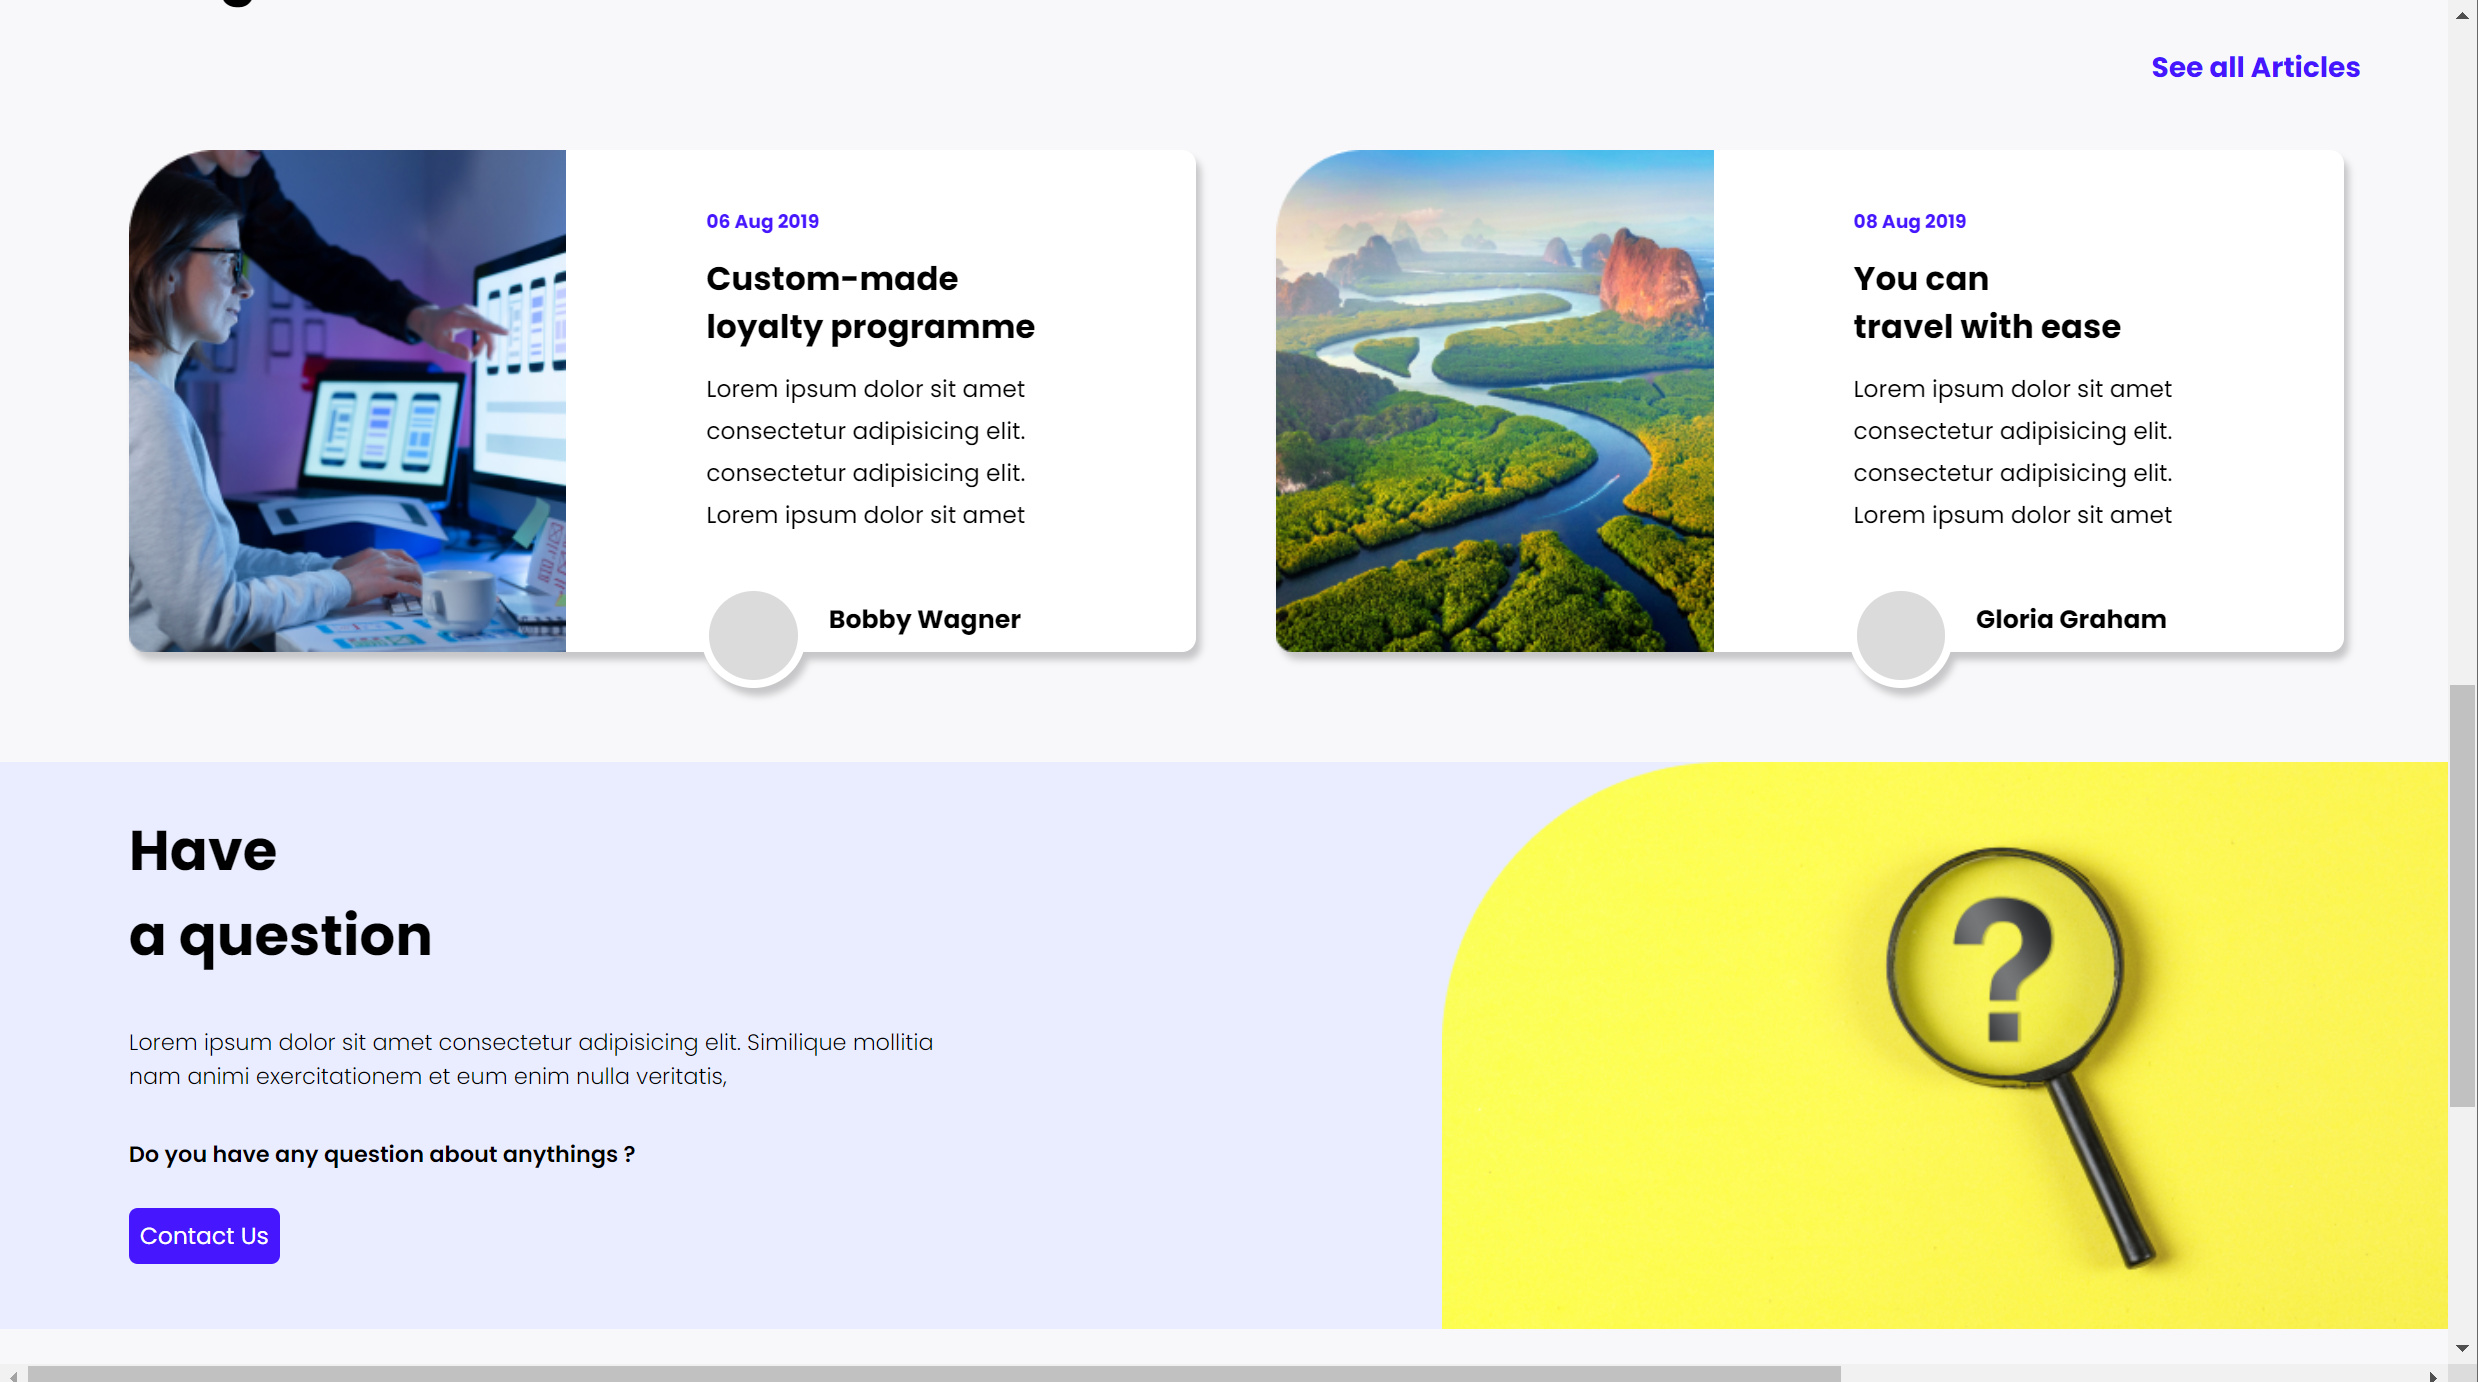 See all Articles
06 Aug 2019
Custom-made
loyalty programme
Lorem ipsum dolor sit amet
consectetur adipisicing elit.
consectetur adipisicing elit.
Lorem ipsum dolor sit amet
Bobby Wagner
08 Aug 2019
You can
travel with ease
Lorem ipsum dolor sit amet
consectetur adipisicing elit.
consectetur adipisicing elit.
Lorem ipsum dolor sit amet
Gloria Graham
Have
a question
Lorem ipsum dolor sit amet consectetur adipisicing elit. Similique mollitia
nam animi exercitationem et eum enim nulla veritatis,
Do you have any question about anythings ?
Contact Us
?